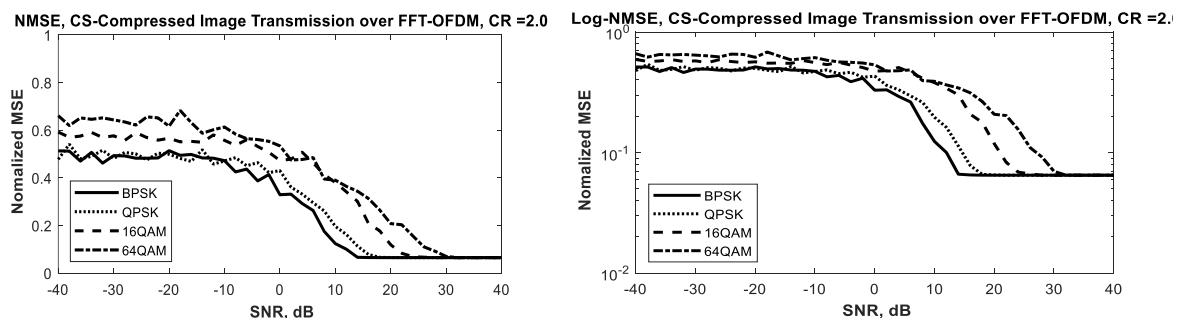 NMSE, CS-Compressed Image Transmission over FFT-OFDM, CR =2.0
1
0.8
0.6
0.4
0.2
0
Nomalized MSE
BPSK
QPSK
16QAM
64QAM
-40 -30 -20 -10 0 10 20 30 40
SNR, dB
Log-NMSE, CS-Compressed Image Transmission over FFT-OFDM, CR =2.
10^0
10^-1
10^-2
Nomalized MSE
BPSK
QPSK
16QAM
64QAM
-40 -30 -20 -10 0 10 20 30 40
SNR, dB